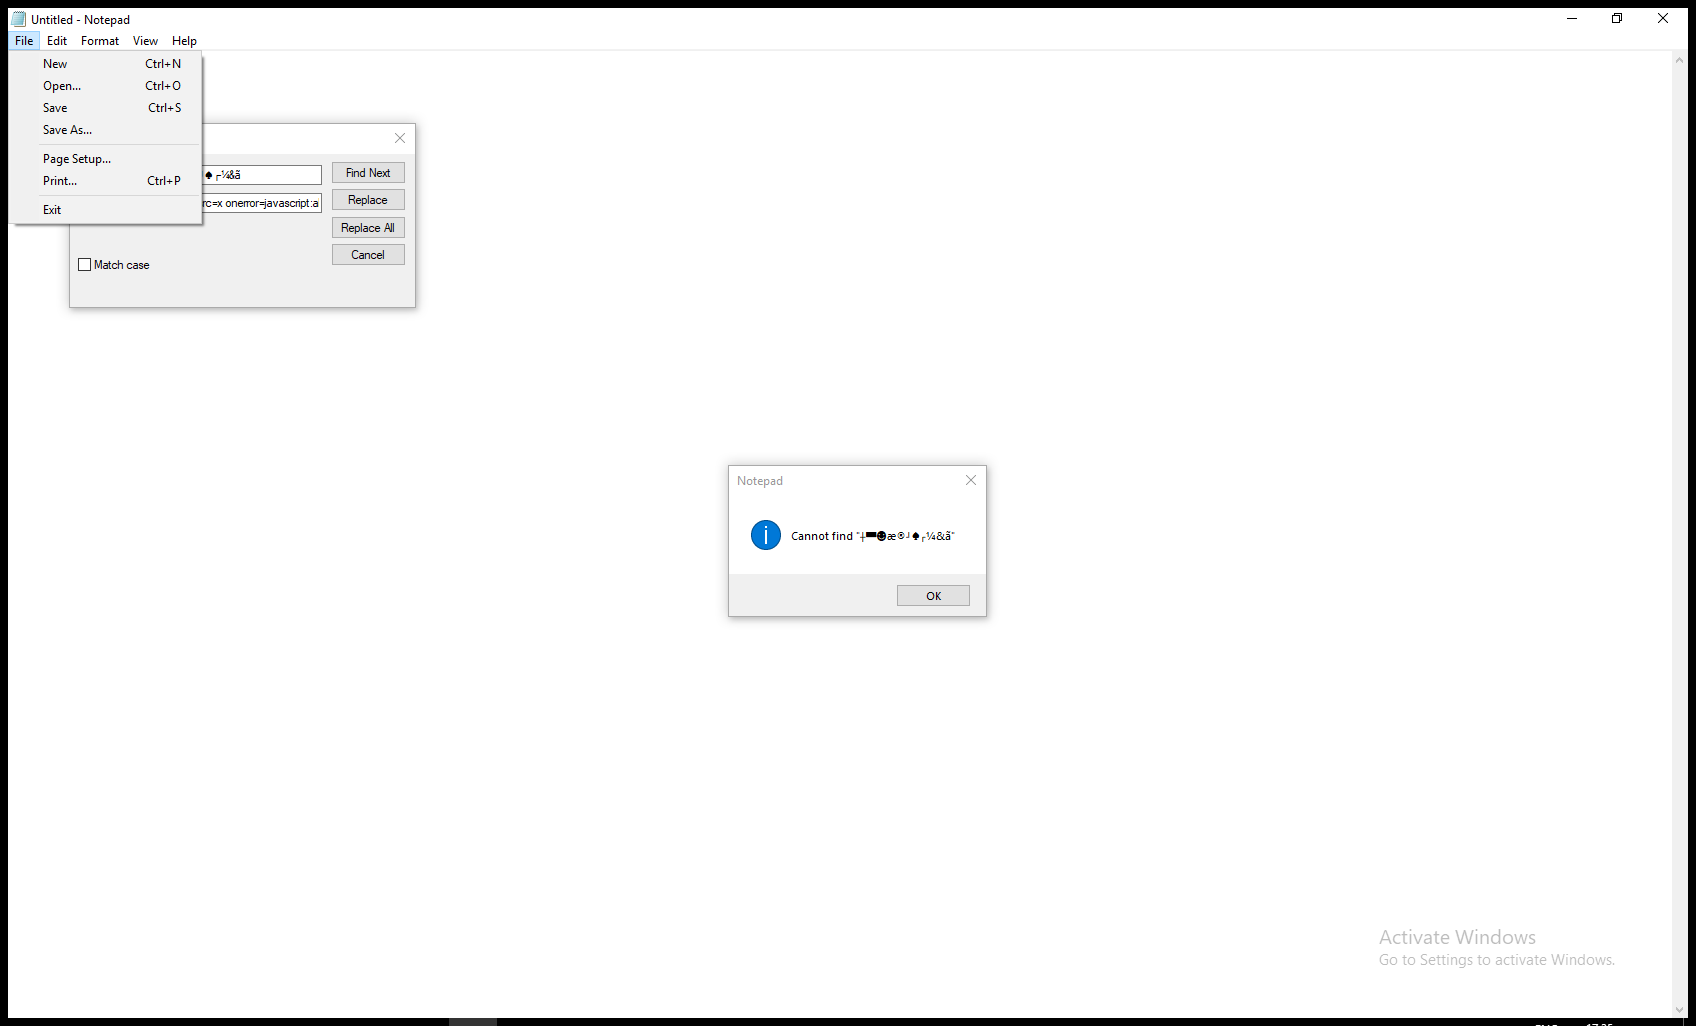 Untitled - Notepad
File Edit Format View Help
New Ctrl+N
Open... Ctrl+O
Save Ctrl+S
Save As...
Page Setup...
Print... Ctrl+P
Exit
♠┌¼&ã
Find Next
rc=x onerror=javascript:a
Replace
Replace All
Cancel
Match case
Notepad
Cannot find "┼▀☻æ®┘♠┌¼&ã"
OK
Activate Windows
Go to Settings to activate Windows.